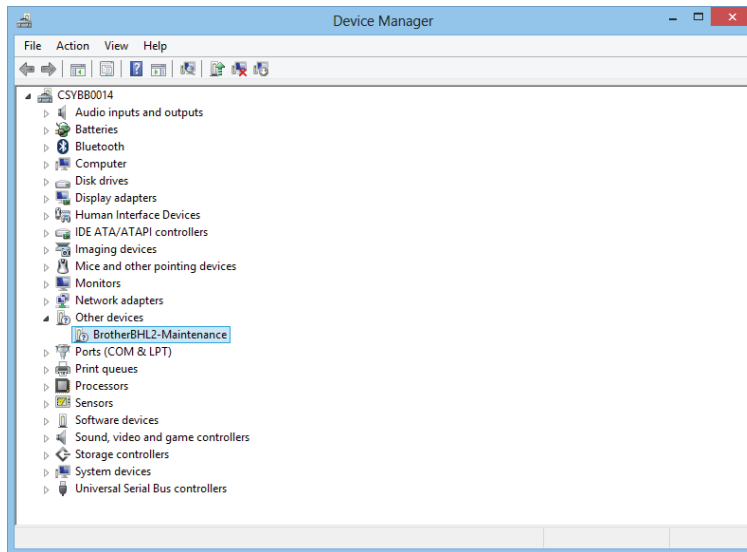 Device Manager
File Action View Help
CSYBB0014
Audio inputs and outputs
Batteries
Bluetooth
Computer
Disk drives
Display adapters
Human Interface Devices
IDE ATA/ATAPI controllers
Imaging devices
Mice and other pointing devices
Monitors
Network adapters
Other devices
BrotherBHL2-Maintenance
Ports (COM & LPT)
Print queues
Processors
Sensors
Software devices
Sound, video and game controllers
Storage controllers
System devices
Universal Serial Bus controllers